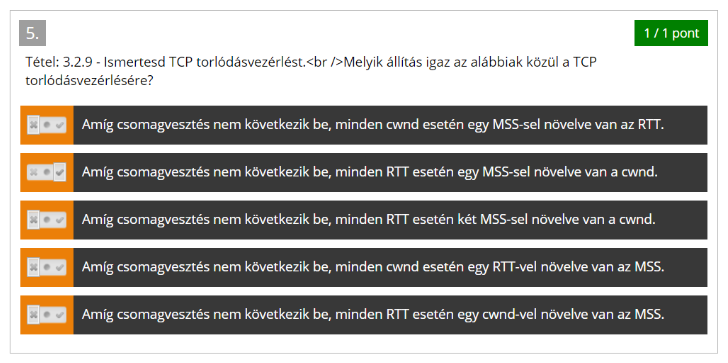 5.
1 / 1 pont
Tétel: 3.2.9 - Ismertesd TCP torlódásvezérlést.<br />Melyik állítás igaz az alábbiak közül a TCP
torlódásvezérlésére?
Amíg csomagvesztés nem következik be, minden cwnd esetén egy MSS-sel növelve van az RTT.
Amíg csomagvesztés nem következik be, minden RTT esetén egy MSS-sel növelve van a cwnd.
Amíg csomagvesztés nem következik be, minden RTT esetén két MSS-sel növelve van a cwnd.
Amíg csomagvesztés nem következik be, minden cwnd esetén egy RTT-vel növelve van az MSS.
Amíg csomagvesztés nem következik be, minden RTT esetén egy cwnd-vel növelve van az MSS.